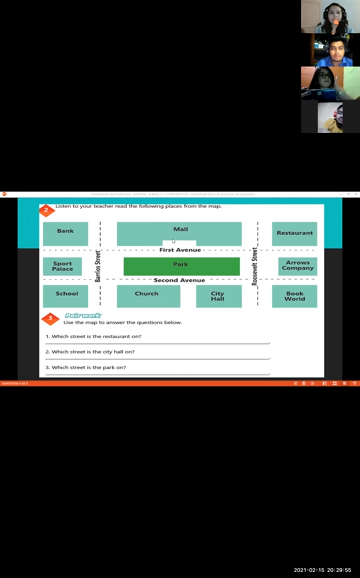 2
Listen to your teacher read the following places from the map.
Bank
Mall
Restaurant
First Avenue
Barrios Street
Roosevelt Street
Sport Palace
Park
Arrows Company
Second Avenue
School
Church
City Hall
Book World
3
Pair work
Use the map to answer the questions below.
1. Which street is the restaurant on?
2. Which street is the city hall on?
3. Which street is the park on?
2021-02-15 20:29:55